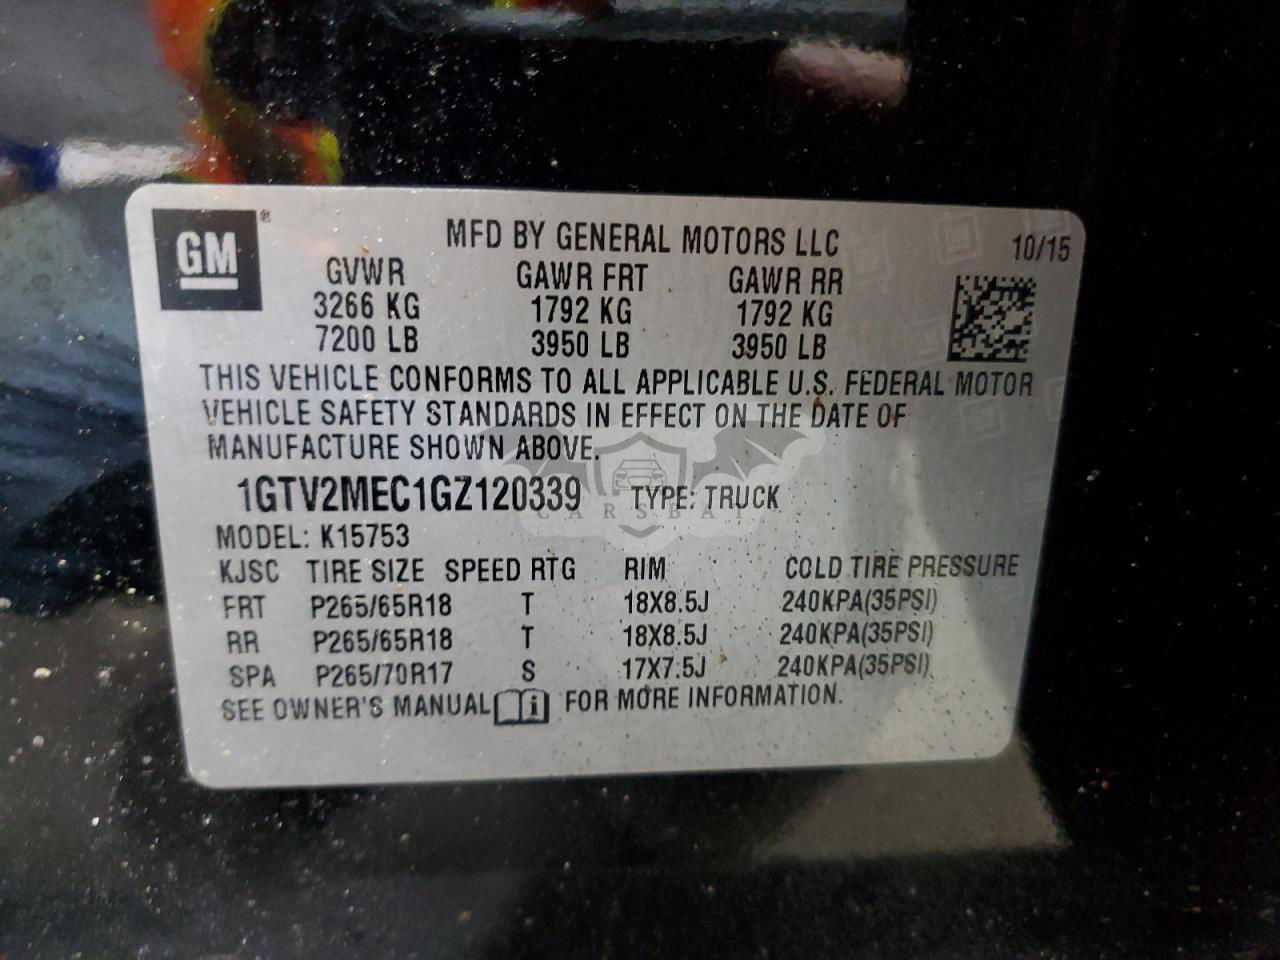 GM ®
MFD BY GENERAL MOTORS LLC 10/15
GVWR GAWR FRT GAWR RR
3266 KG 1792 KG 1792 KG
7200 LB 3950 LB 3950 LB
THIS VEHICLE CONFORMS TO ALL APPLICABLE U.S. FEDERAL MOTOR
VEHICLE SAFETY STANDARDS IN EFFECT ON THE DATE OF
MANUFACTURE SHOWN ABOVE.
1GTV2MEC1GZ120339 TYPE: TRUCK
CARSBAT
MODEL: K15753
KJSC TIRE SIZE SPEED RTG RIM COLD TIRE PRESSURE
FRT P265/65R18 T 18X8.5J 240KPA(35PSI)
RR P265/65R18 T 18X8.5J 240KPA(35PSI)
SPA P265/70R17 S 17X7.5J 240KPA(35PSI)
SEE OWNER'S MANUAL i FOR MORE INFORMATION.